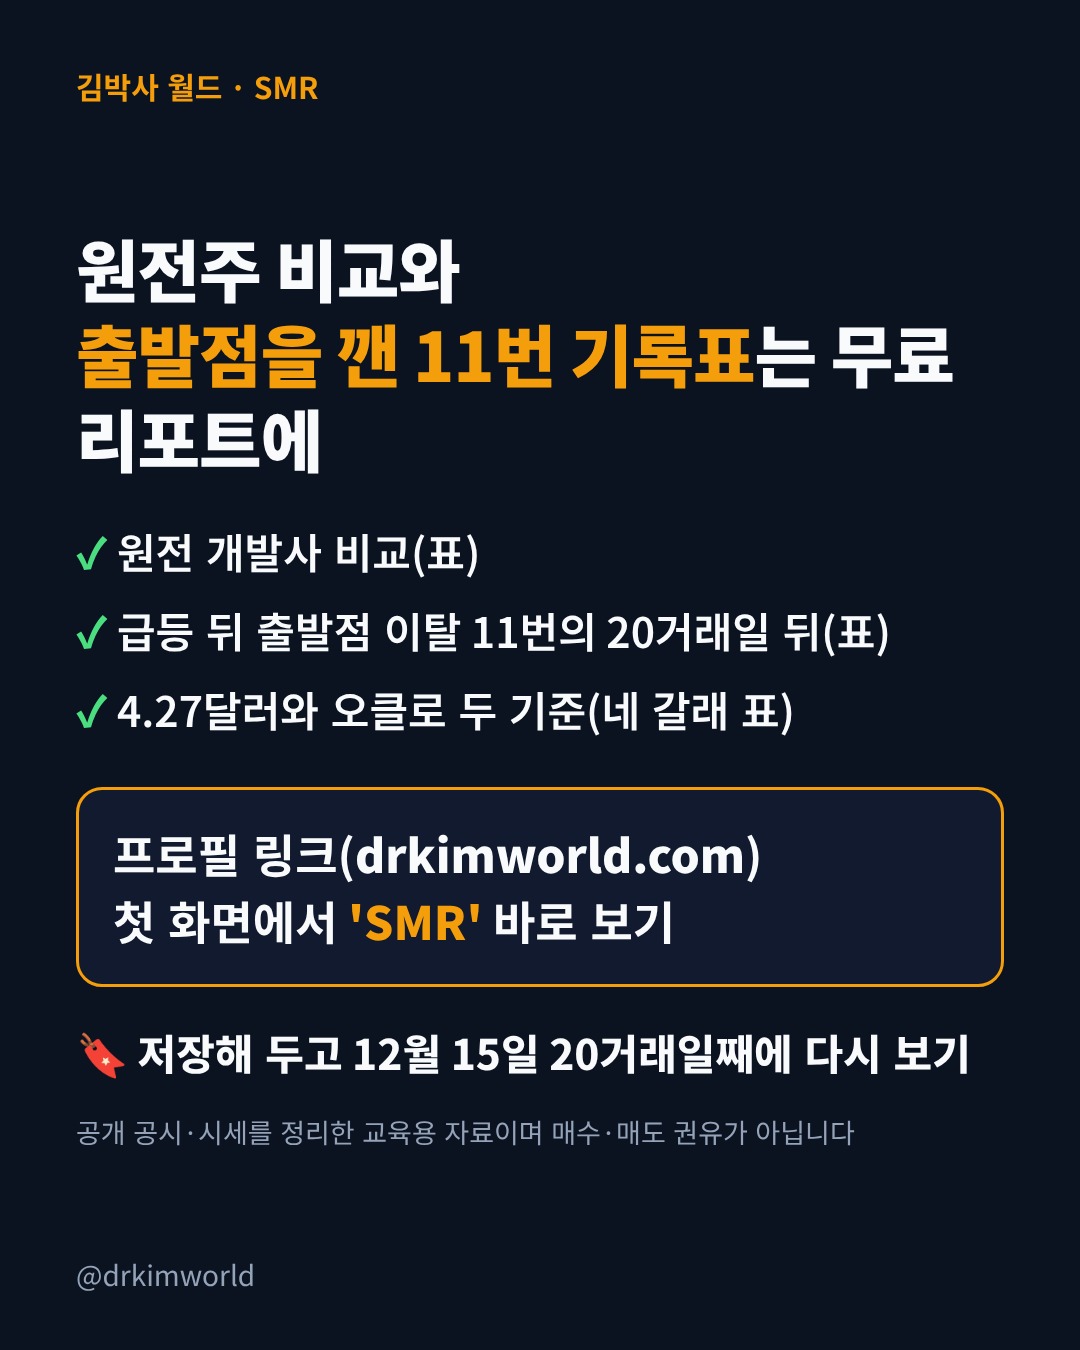 김박사 월드 · SMR
원전주 비교와
출발점을 깬 11번 기록표는 무료
리포트에
✓ 원전 개발사 비교(표)
✓ 급등 뒤 출발점 이탈 11번의 20거래일 뒤(표)
✓ 4.27달러와 오클로 두 기준(네 갈래 표)
프로필 링크(drkimworld.com)
첫 화면에서 'SMR' 바로 보기
🔖 저장해 두고 12월 15일 20거래일째에 다시 보기
공개 공시·시세를 정리한 교육용 자료이며 매수·매도 권유가 아닙니다
@drkimworld